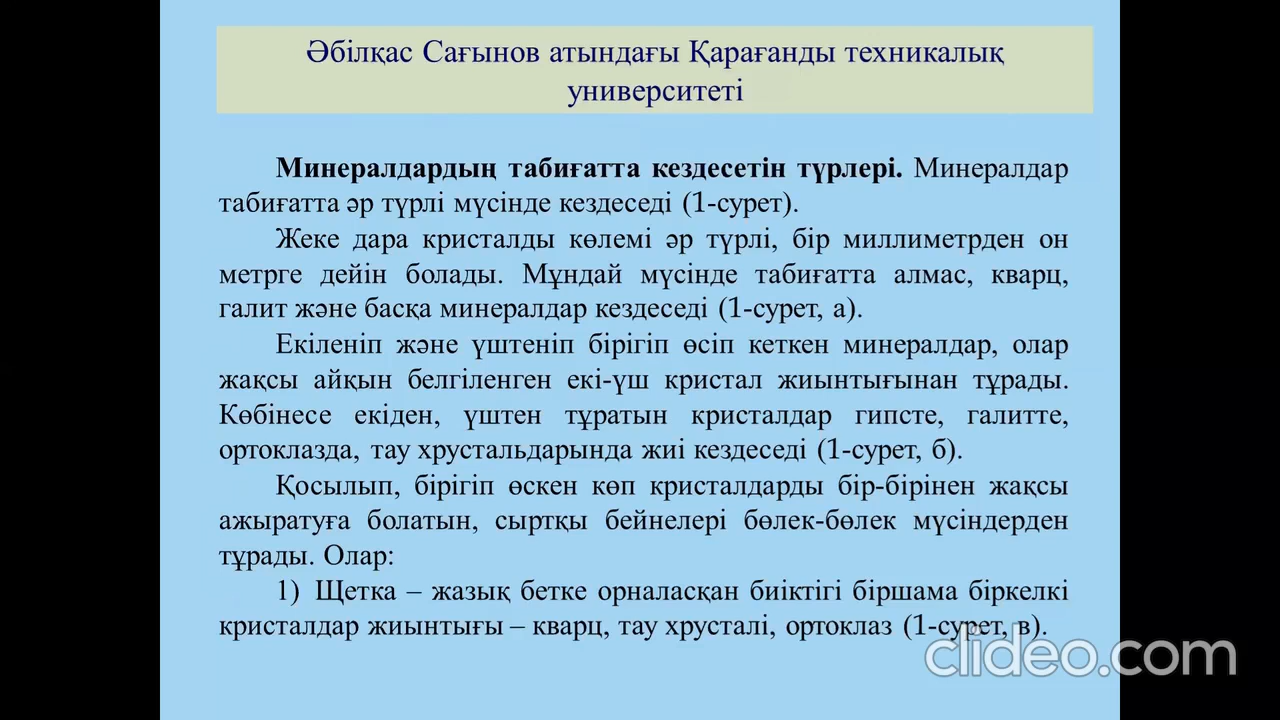 Әбілқас Сағынов атындағы Қарағанды техникалық
университеті
Минералдардың табиғатта кездесетін түрлері. Минералдар
табиғатта әр түрлі мүсінде кездеседі (1-сурет).
Жеке дара кристалды көлемі әр түрлі, бір миллиметрден он
метрге дейін болады. Мұндай мүсінде табиғатта алмас, кварц,
галит және басқа минералдар кездеседі (1-сурет, а).
Екіленіп және үштеніп бірігіп өсіп кеткен минералдар, олар
жақсы айқын белгіленген екі-үш кристал жиынтығынан тұрады.
Көбінесе екіден, үштен тұратын кристалдар гипсте, галитте,
ортоклазда, тау хрустальдарында жиі кездеседі (1-сурет, б).
Қосылып, бірігіп өскен көп кристалдарды бір-бірінен жақсы
ажыратуға болатын, сыртқы бейнелері бөлек-бөлек мүсіндерден
тұрады. Олар:
1) Щетка – жазық бетке орналасқан биіктігі біршама біркелкі
кристалдар жиынтығы – кварц, тау хрусталі, ортоклаз (1-сурет, в).
clideo.com